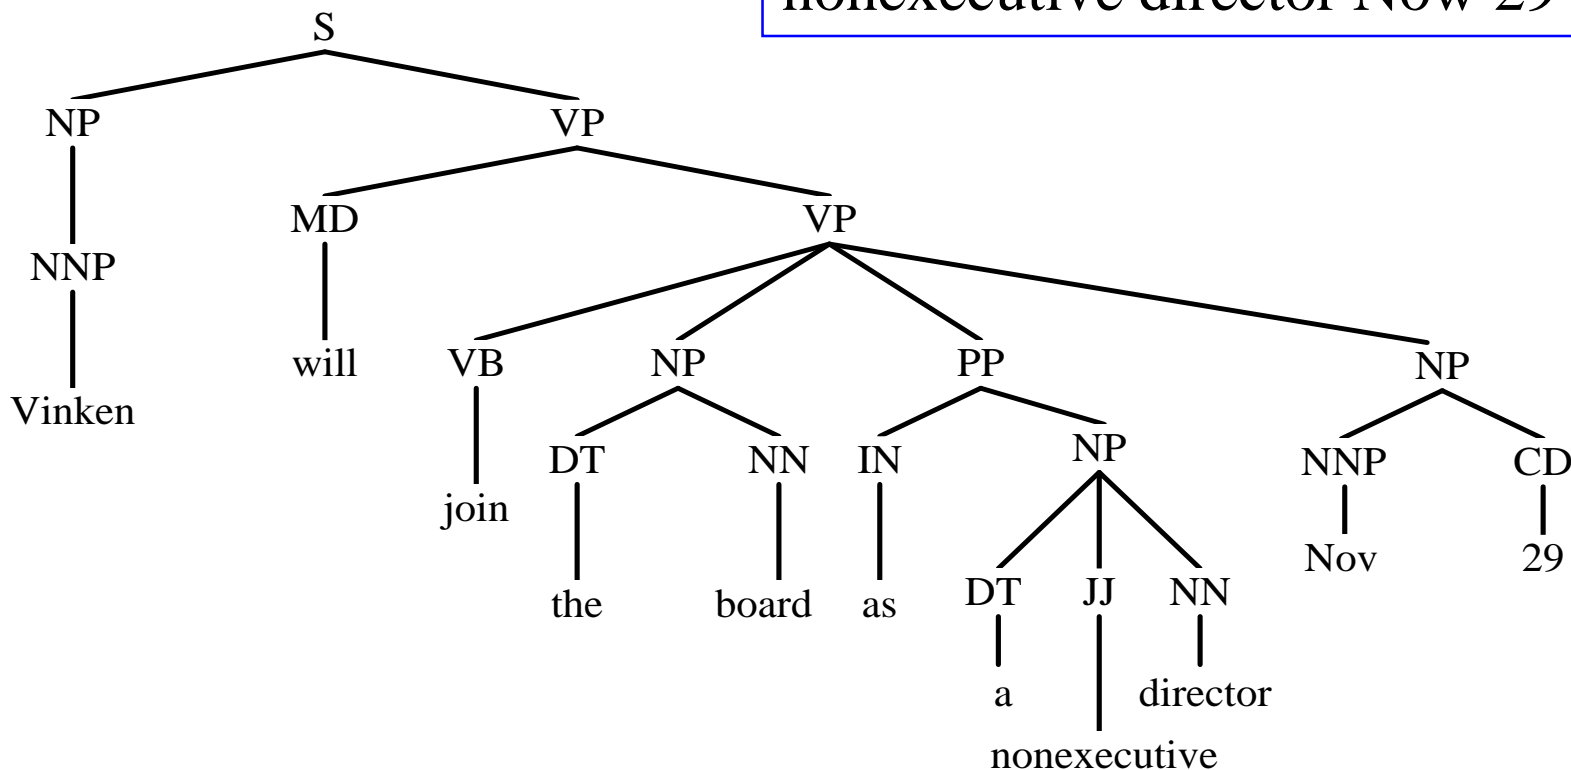 nonexecutive director Now 29
S
NP VP
MD VP
NNP
will VB NP PP NP
Vinken
DT NN IN NP NNP CD
join
Nov 29
the board as DT JJ NN
a director
nonexecutive